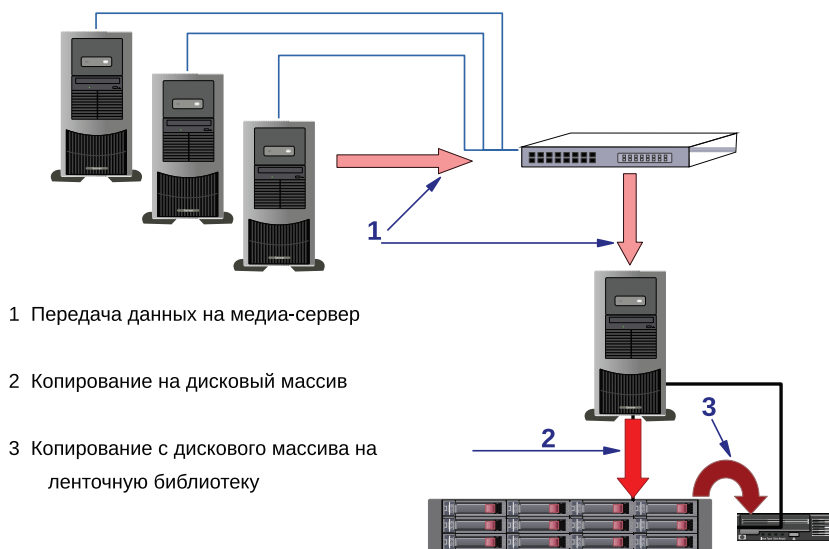 1
1 Передача данных на медиа-сервер
2 Копирование на дисковый массив
3
2
3 Копирование с дискового массива на
ленточную библиотеку